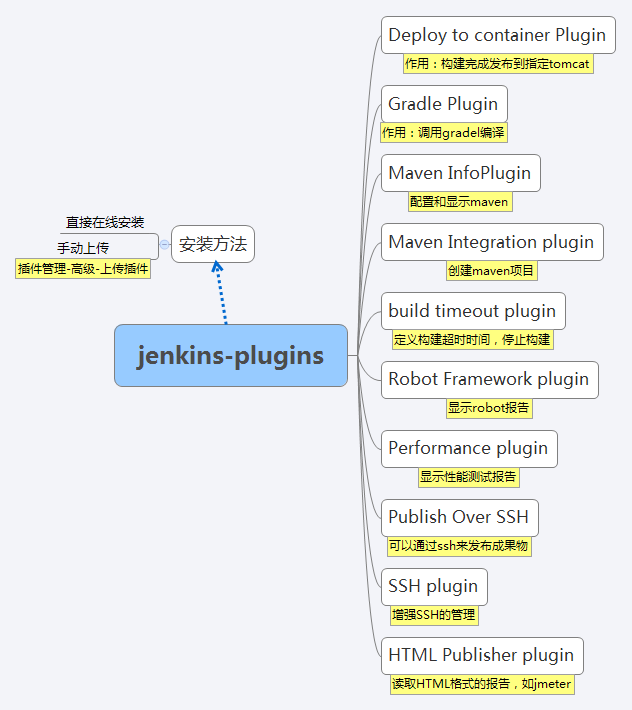 Deploy to container Plugin
作用：构建完成发布到指定tomcat
Gradle Plugin
作用：调用gradel编译
Maven InfoPlugin
配置和显示maven
直接在线安装
手动上传
插件管理-高级-上传插件
安装方法
Maven Integration plugin
创建maven项目
build timeout plugin
定义构建超时时间，停止构建
jenkins-plugins
Robot Framework plugin
显示robot报告
Performance plugin
显示性能测试报告
Publish Over SSH
可以通过ssh来发布成果物
SSH plugin
增强SSH的管理
HTML Publisher plugin
读取HTML格式的报告，如jmeter